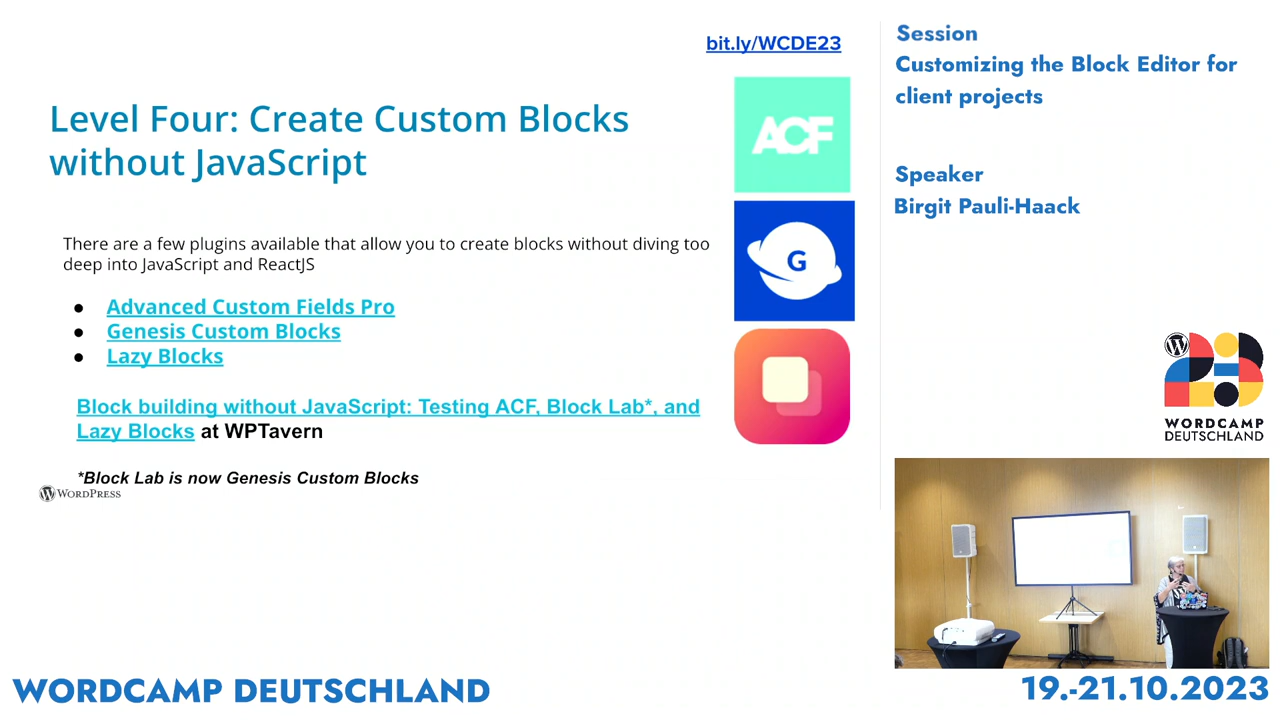 bit.ly/WCDE23
Level Four: Create Custom Blocks
without JavaScript
There are a few plugins available that allow you to create blocks without diving too
deep into JavaScript and ReactJS
● Advanced Custom Fields Pro
● Genesis Custom Blocks
● Lazy Blocks
Block building without JavaScript: Testing ACF, Block Lab*, and
Lazy Blocks at WPTavern
*Block Lab is now Genesis Custom Blocks
WORDPRESS
ACF
G
Session
Customizing the Block Editor for
client projects
Speaker
Birgit Pauli-Haack
W
WORDCAMP
DEUTSCHLAND
WORDCAMP DEUTSCHLAND
19.-21.10.2023